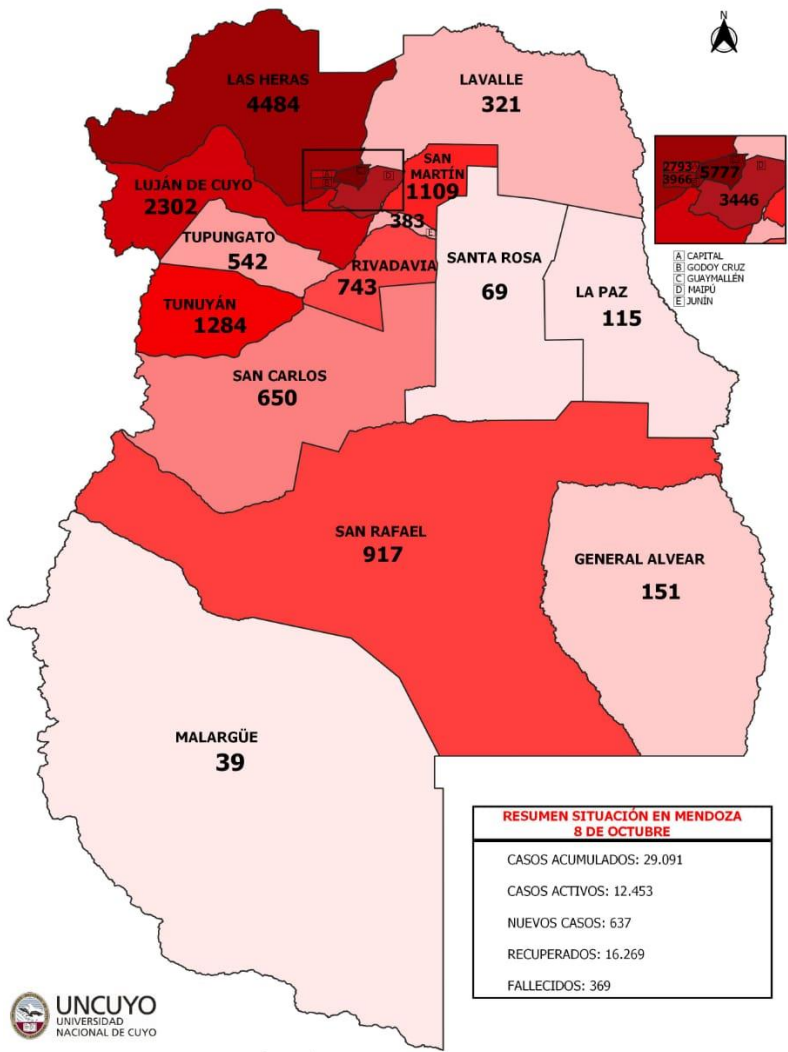 N
LAS HERAS
4484
LAVALLE
321
SAN
MARTÍN
1109
LUJÁN DE CUYO
2302
D
383
E
TUPUNGATO
542
RIVADAVIA
743
SANTA ROSA
69
LA PAZ
115
TUNUYÁN
1284
SAN CARLOS
650
2793
3966
5777
D
3446
A CAPITAL
B GODOY CRUZ
C GUAYMALLÉN
D MAIPÚ
E JUNÍN
SAN RAFAEL
917
GENERAL ALVEAR
151
MALARGÜE
39
RESUMEN SITUACIÓN EN MENDOZA
8 DE OCTUBRE
CASOS ACUMULADOS: 29.091
CASOS ACTIVOS: 12.453
NUEVOS CASOS: 637
RECUPERADOS: 16.269
FALLECIDOS: 369
UNCUYO
UNIVERSIDAD
NACIONAL DE CUYO